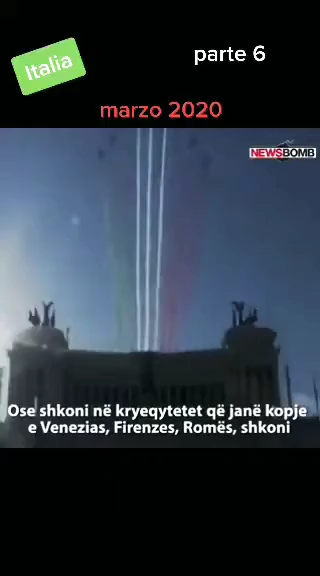 Italia
parte 6
marzo 2020
NEWSBOMB
Ose shkoni në kryeqytetet që janë kopje
e Venezias, Firenzes, Romës, shkoni